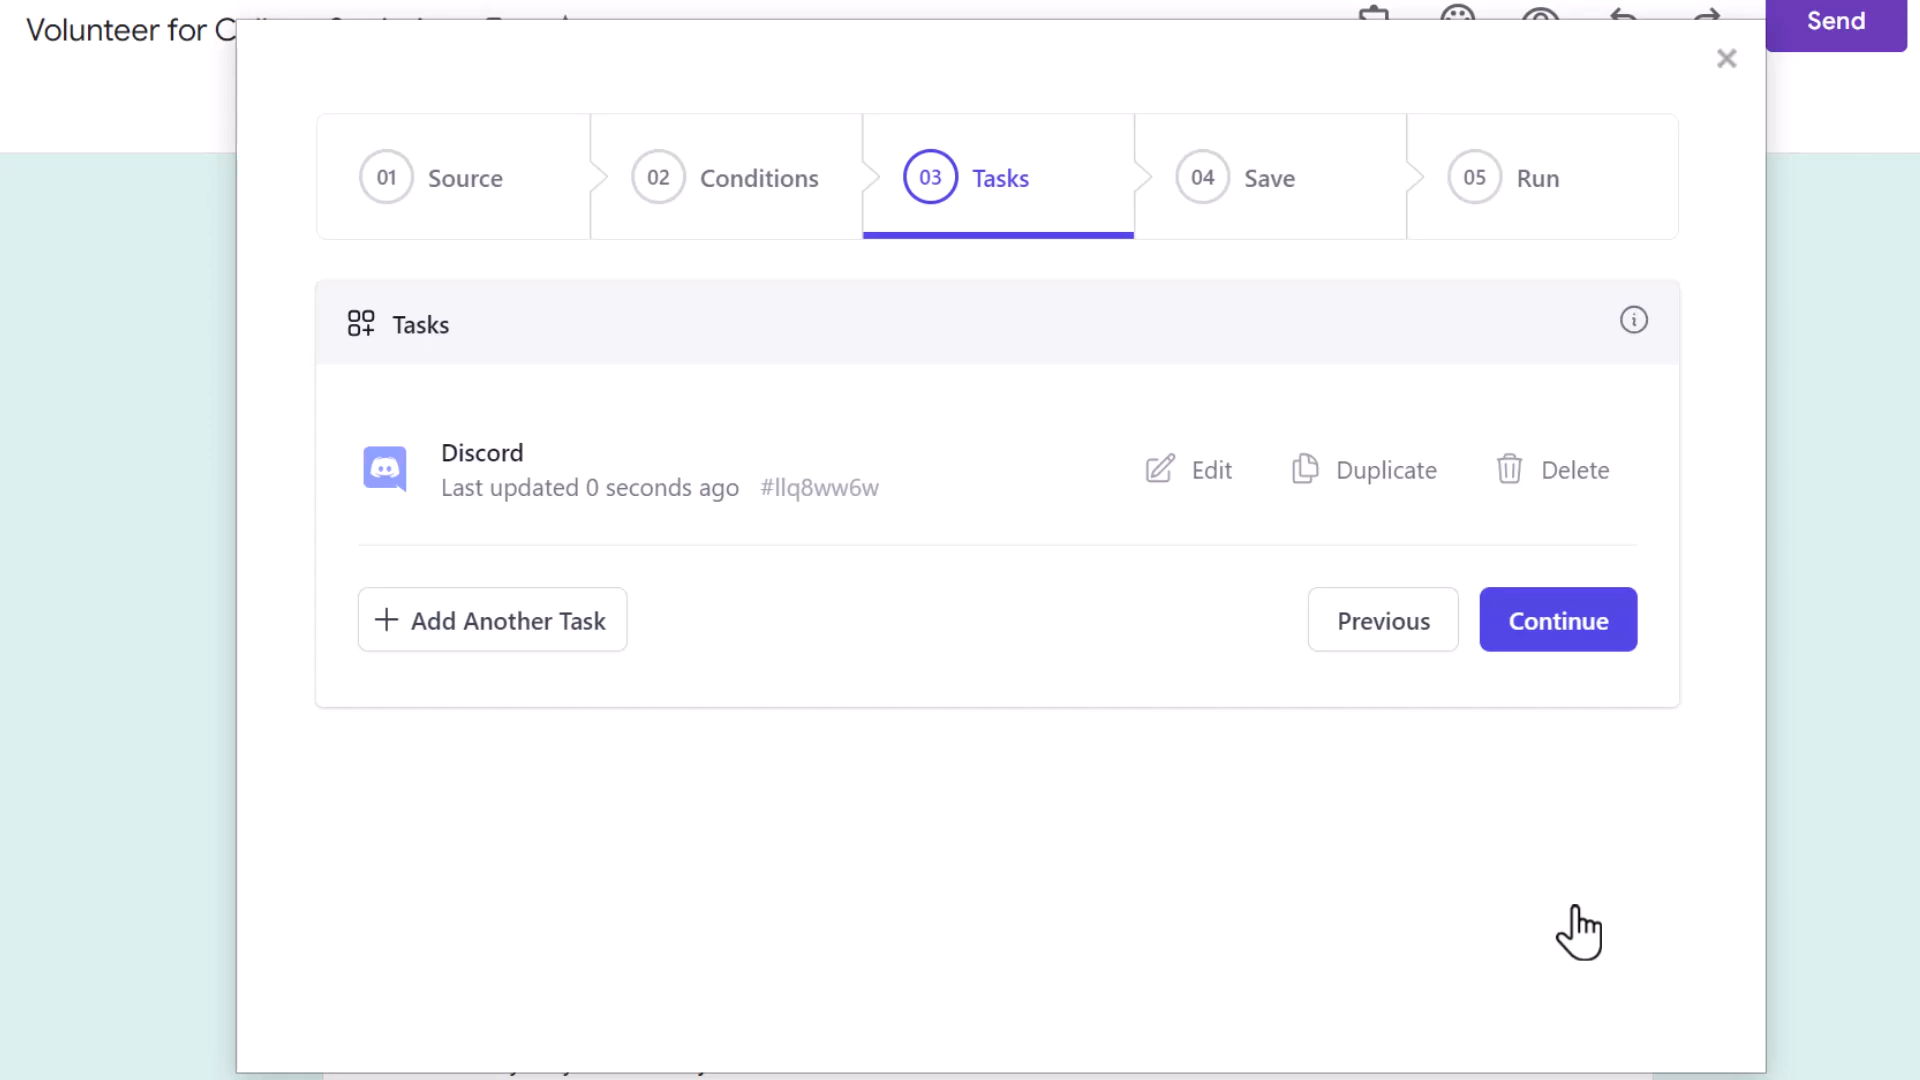 Volunteer for
Send
01 Source
02 Conditions
03 Tasks
04 Save
05 Run
Tasks
Discord
Last updated 0 seconds ago #llq8ww6w
Edit
Duplicate
Delete
Add Another Task
Previous
Continue